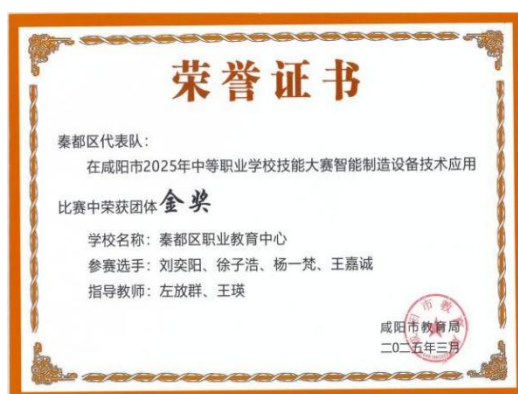 荣誉证书
秦都区代表队：
在咸阳市2025年中等职业学校技能大赛智能制造设备技术应用
比赛中荣获团体金奖
学校名称：秦都区职业教育中心
参赛选手：刘奕阳、徐子浩、杨一梵、王嘉诚
指导教师：左放群、王瑛
咸阳市教育局
二〇二五年三月